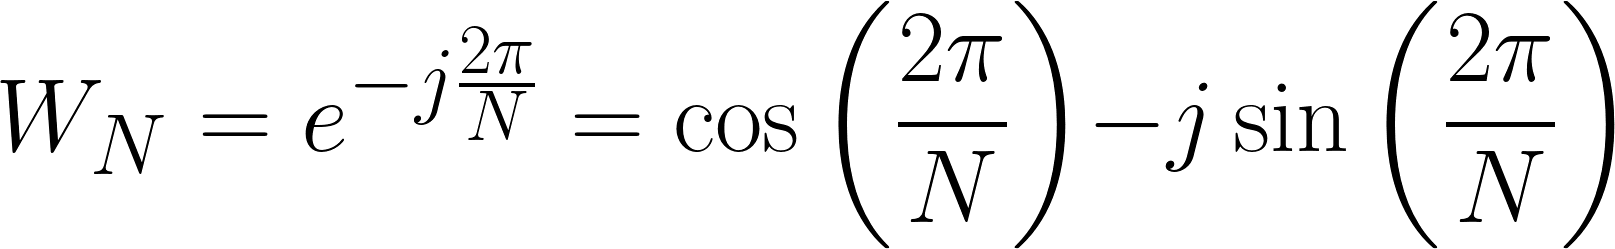 W_N = e^{-j\frac{2\pi}{N}} = \cos\left(\frac{2\pi}{N}\right) - j\sin\left(\frac{2\pi}{N}\right)